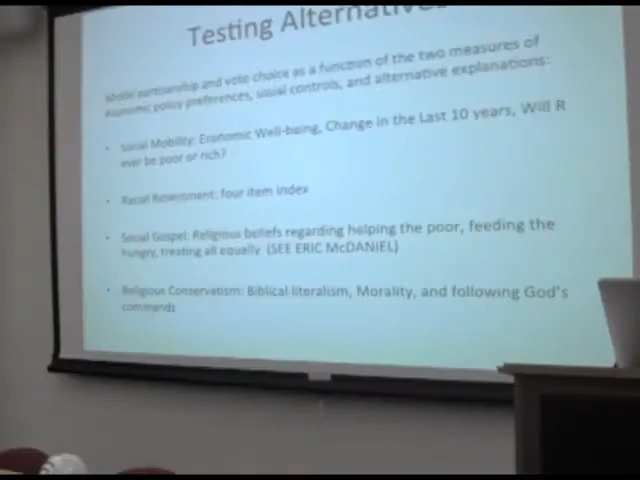 Testing Alternatives
Model partisanship and vote choice as a function of the two measures of
economic policy preferences, usual controls, and alternative explanations:
• Social Mobility: Economic Well-being, Change in the Last 10 years, Will R
ever be poor or rich?
• Racial Resentment: four item index
• Social Gospel: Religious beliefs regarding helping the poor, feeding the
hungry, treating all equally (SEE ERIC McDANIEL)
• Religious Conservatism: Biblical literalism, Morality, and following God's
commands